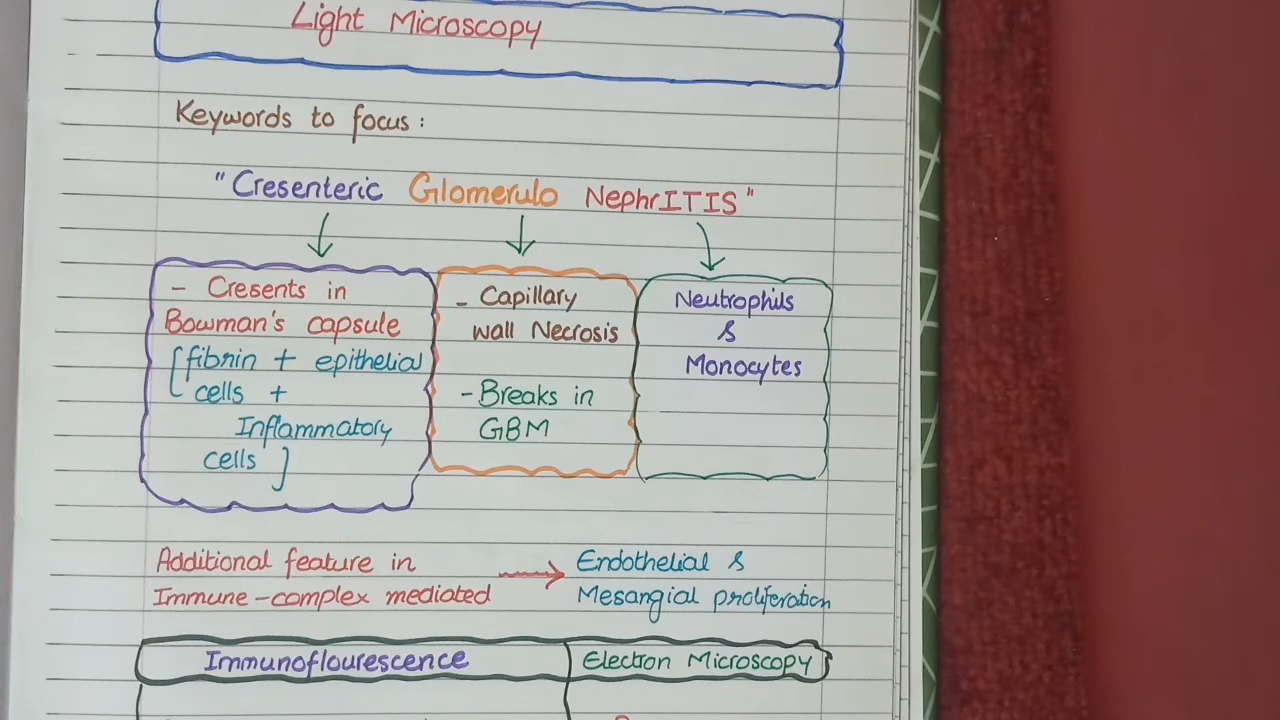 Light Microscopy
Keywords to focus :
"Cresenteric Glomerulo NephrITIS"
- Cresents in
Bowman's capsule
[fibrin + epithelial
cells +
Inflammatory
cells]
- Capillary
wall Necrosis
- Breaks in
GBM
Neutrophils
&
Monocytes
Additional feature in
Immune-complex mediated
Endothelial &
Mesangial proliferation
Immunoflourescence
Electron Microscopy